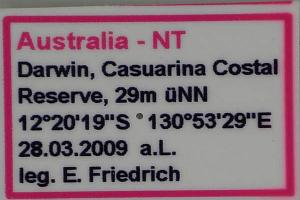 Australia - NT
Darwin, Casuarina Costal
Reserve, 29m üNN
12°20'19"S 130°53'29"E
28.03.2009 a.L.
leg. E. Friedrich